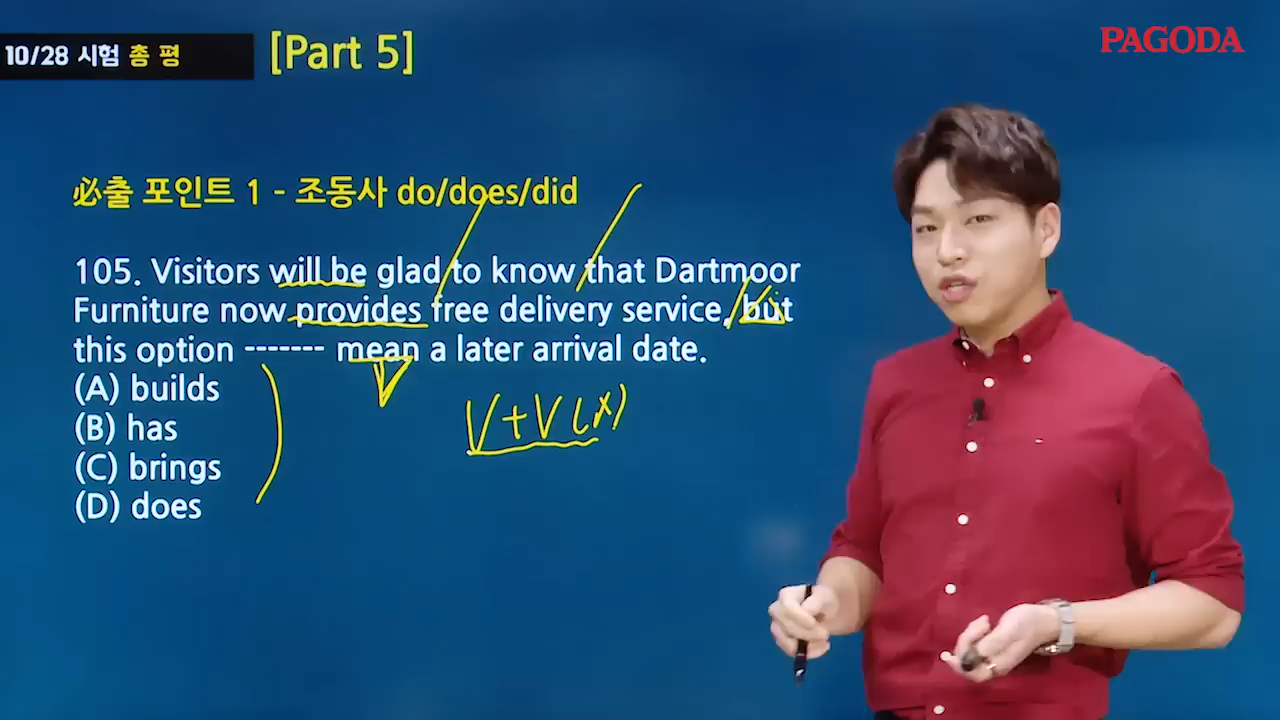 10/28 시험 총 평
[Part 5]
PAGODA
必출 포인트 1 - 조동사 do/does/did
105. Visitors will be glad to know that Dartmoor
Furniture now provides free delivery service, but
this option ------- mean a later arrival date.
(A) builds
(B) has
(C) brings
(D) does
V
V+V(X)